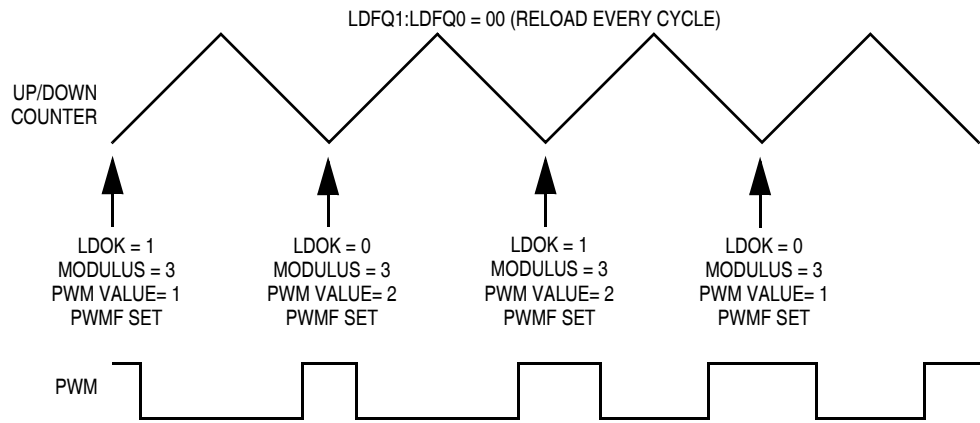 LDFQ1:LDFQ0 = 00 (RELOAD EVERY CYCLE)
UP/DOWN
COUNTER
LDOK = 1
MODULUS = 3
PWM VALUE= 1
PWMF SET
LDOK = 0
MODULUS = 3
PWM VALUE= 2
PWMF SET
LDOK = 1
MODULUS = 3
PWM VALUE= 2
PWMF SET
LDOK = 0
MODULUS = 3
PWM VALUE= 1
PWMF SET
PWM